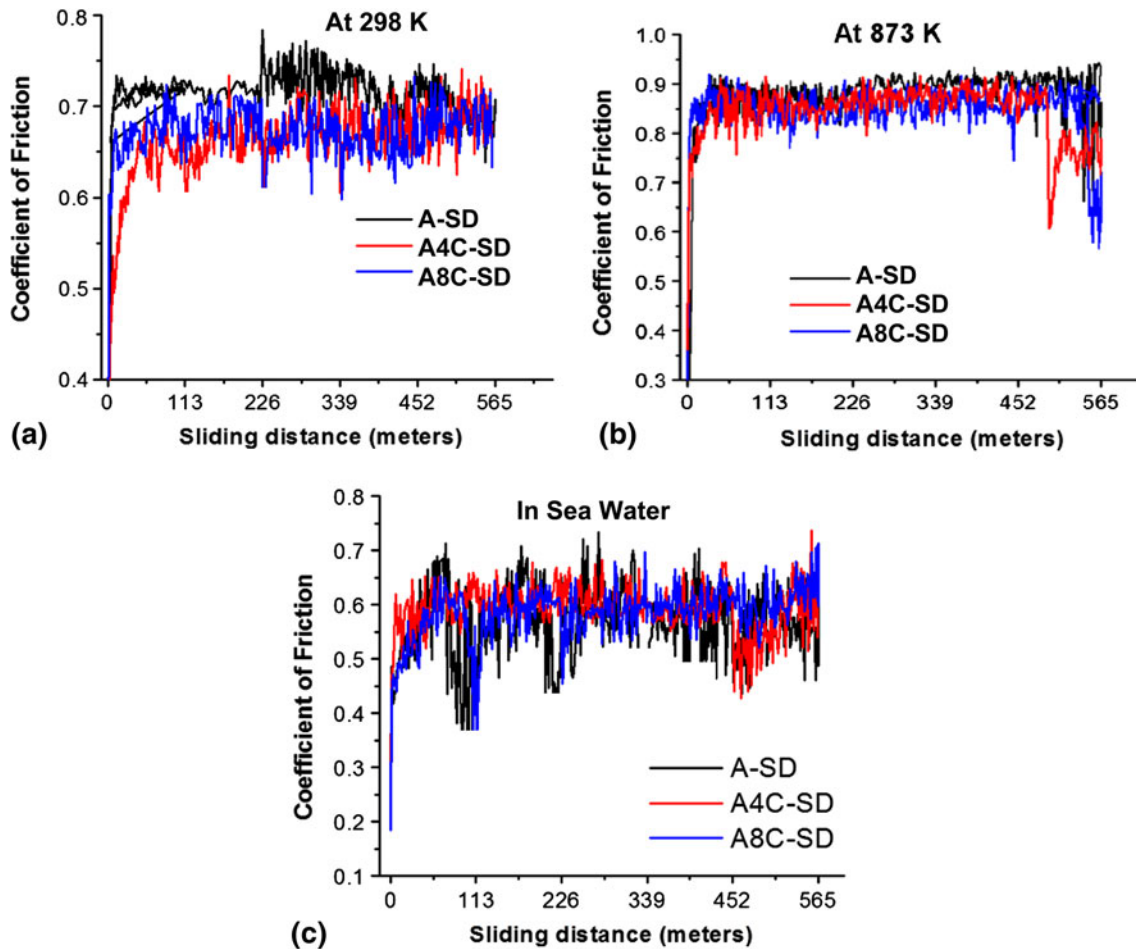 At 298 K
0.8
0.7
0.6
0.5
0.4
Coefficient of Friction
A-SD
A4C-SD
A8C-SD
0 113 226 339 452 565
Sliding distance (meters)
(a)
At 873 K
1.0
0.9
0.8
0.7
0.6
0.5
0.4
0.3
Coefficient of Friction
A-SD
A4C-SD
A8C-SD
0 113 226 339 452 565
Sliding distance (meters)
(b)
In Sea Water
0.8
0.7
0.6
0.5
0.4
0.3
0.2
0.1
Coefficient of Friction
A-SD
A4C-SD
A8C-SD
0 113 226 339 452 565
Sliding distance (meters)
(c)